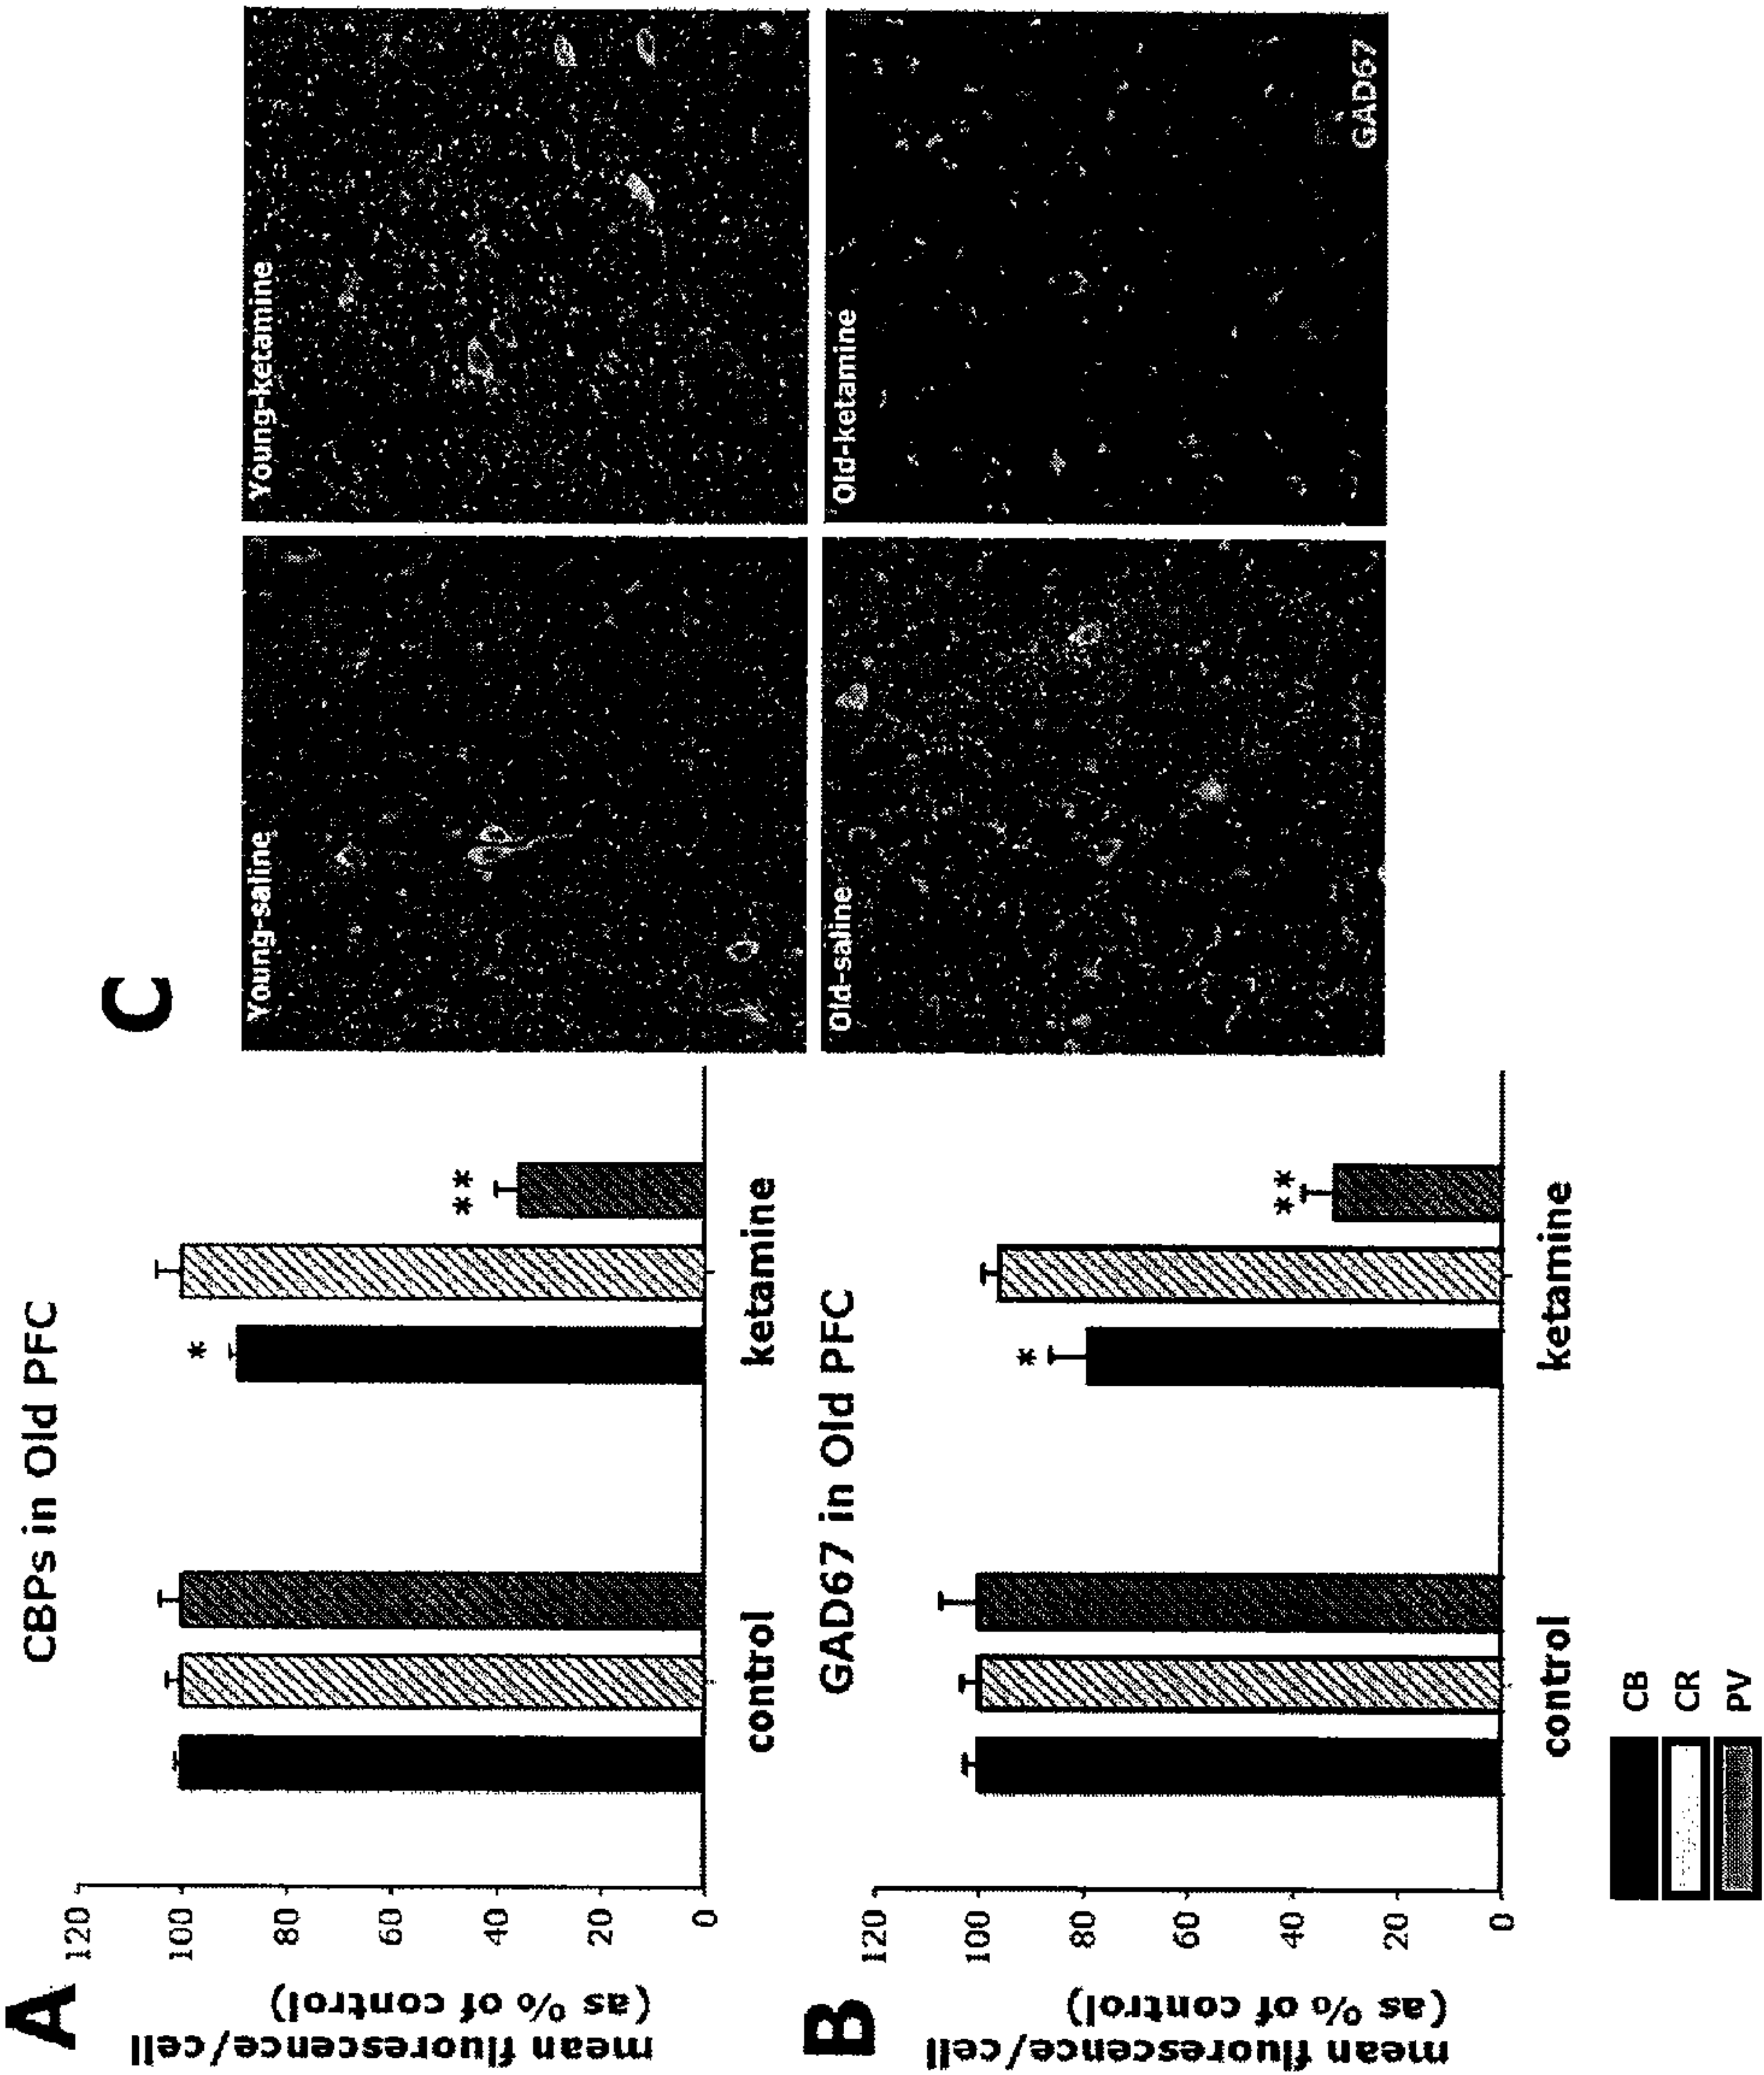 A
CBPs in Old PFC
mean fluorescence/cell
(as % of control)
120
100
80
60
40
20
0
*
**
control
ketamine
B
GAD67 in Old PFC
mean fluorescence/cell
(as % of control)
120
100
80
60
40
20
0
*
**
control
ketamine
CB
CR
PV
C
Young-saline
Young-ketamine
Old-saline
Old-ketamine
GAD67